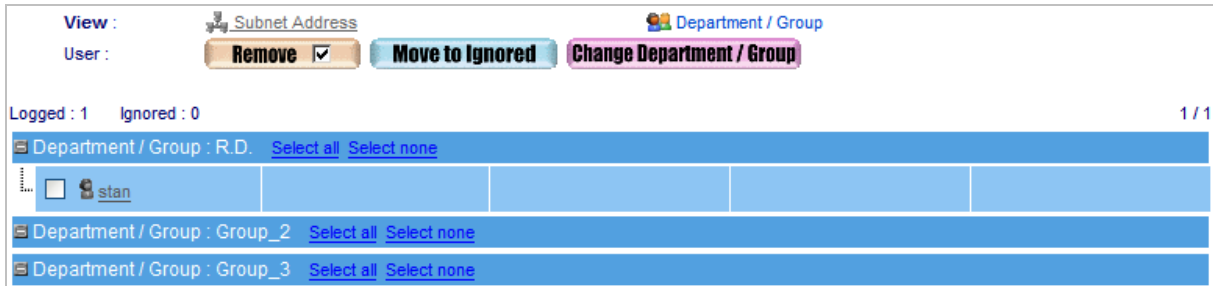 View : Subnet Address Department / Group
User : Remove Move to Ignored Change Department / Group
Logged : 1 Ignored : 0 1 / 1
Department / Group : R.D. Select all Select none
stan
Department / Group : Group_2 Select all Select none
Department / Group : Group_3 Select all Select none